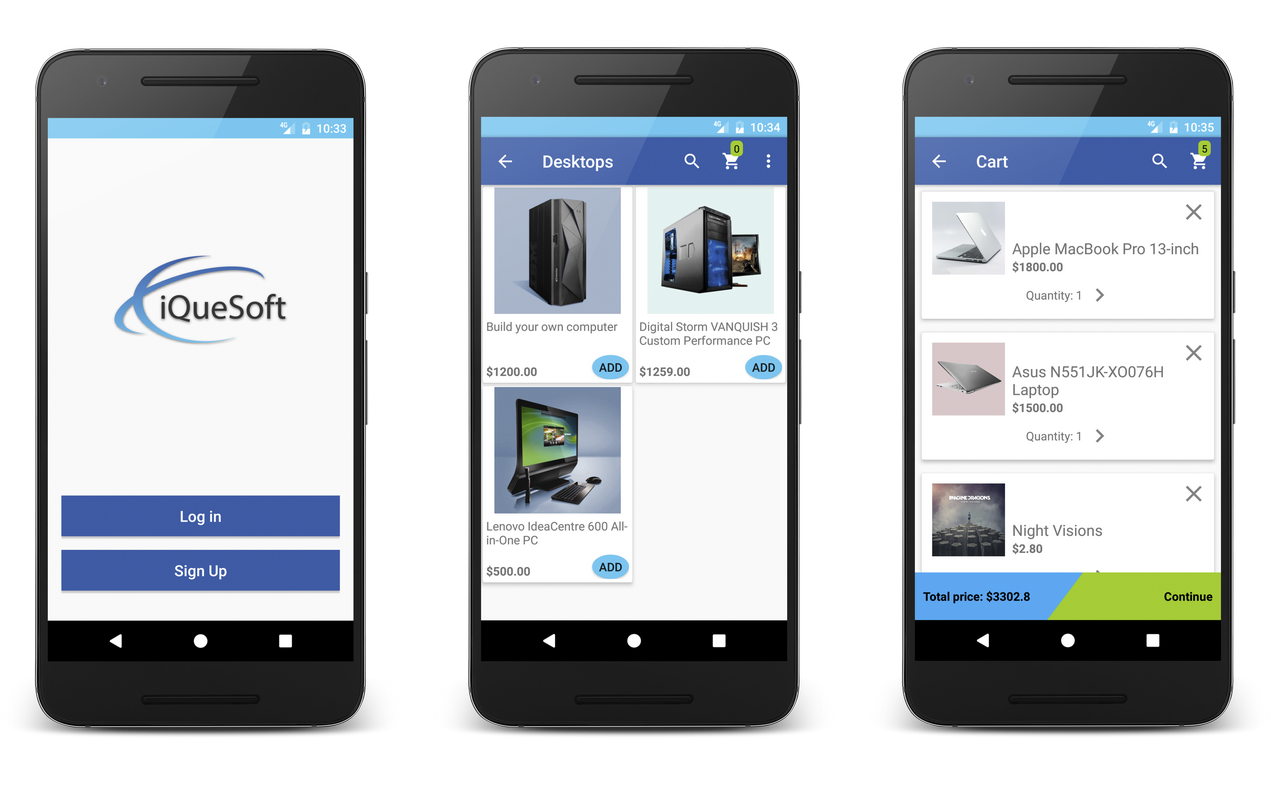 10:33
iQueSoft
Log in
Sign Up
4G
10:34
Desktops
0
Build your own computer
$1200.00
ADD
Digital Storm VANQUISH 3
Custom Performance PC
$1259.00
ADD
Lenovo IdeaCentre 600 All-
in-One PC
$500.00
ADD
4G
10:35
Cart
5
Apple MacBook Pro 13-inch
$1800.00
Quantity: 1
Asus N551JK-XO076H
Laptop
$1500.00
Quantity: 1
IMAGINE DRAGONS
Night Visions
$2.80
Total price: $3302.8
Continue